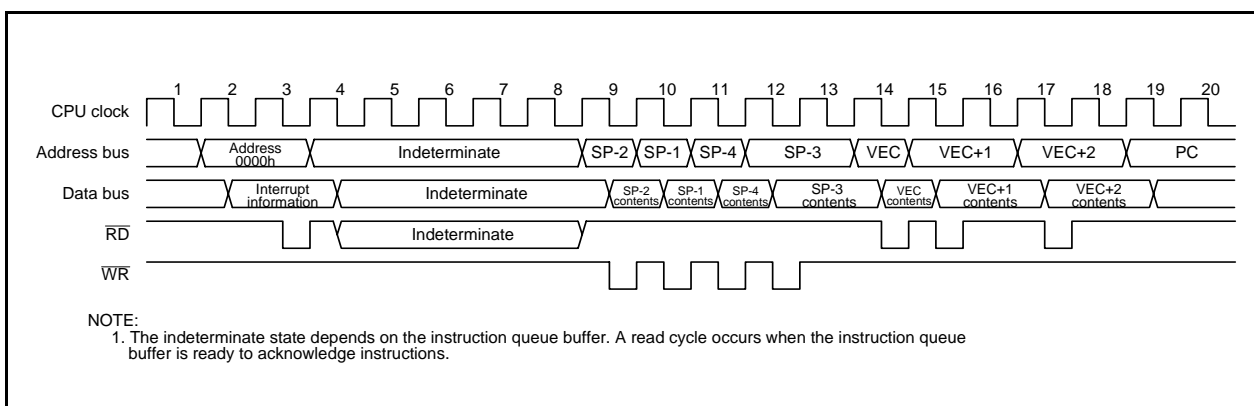 1 2 3 4 5 6 7 8 9 10 11 12 13 14 15 16 17 18 19 20
CPU clock
Address bus Address 0000h Indeterminate SP-2 SP-1 SP-4 SP-3 VEC VEC+1 VEC+2 PC
Data bus Interrupt information Indeterminate SP-2 contents SP-1 contents SP-4 contents SP-3 contents VEC contents VEC+1 contents VEC+2 contents
RD Indeterminate
WR
NOTE:
1. The indeterminate state depends on the instruction queue buffer. A read cycle occurs when the instruction queue
buffer is ready to acknowledge instructions.